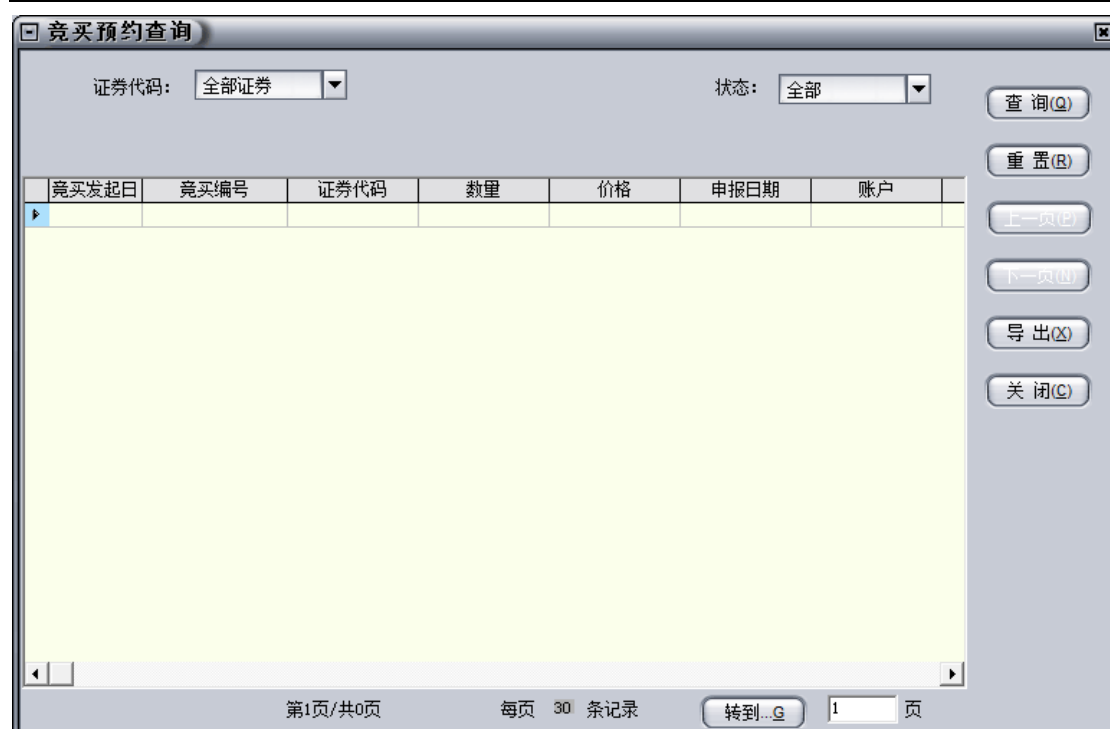 竞买预约查询
证券代码： 全部证券 状态： 全部
查 询(Q)
重 置(R)
竞买发起日 竞买编号 证券代码 数量 价格 申报日期 账户
上一页(P)
下一页(N)
导 出(X)
关 闭(C)
第1页/共0页 每页 30 条记录 转到...G 1 页